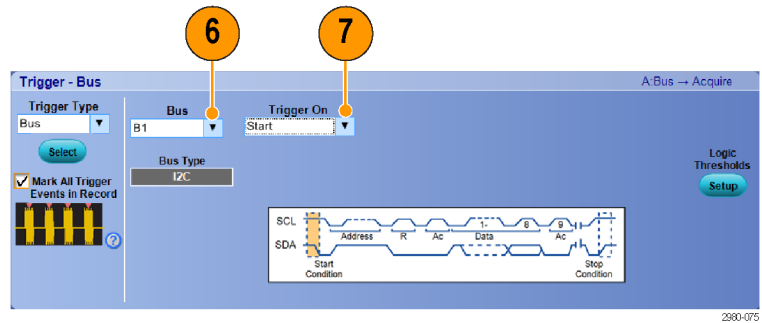 6
7
Trigger - Bus
A:Bus → Acquire
Trigger Type
Bus
Select
Mark All Trigger
Events in Record
?
Bus
B1
Bus Type
I2C
Trigger On
Start
Logic
Thresholds
Setup
SCL
1-
8
9
Address
R
Ac
Data
Ac
SDA
Start
Condition
Stop
Condition
2980-075